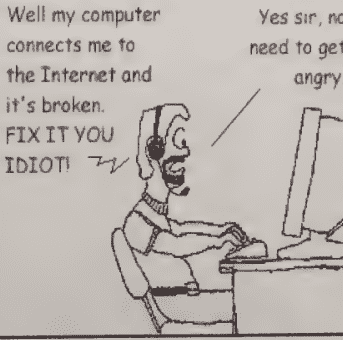 Well my computer
connects me to
the Internet and
it's broken.
FIX IT YOU
IDIOT!
Yes sir, no
need to get
angry